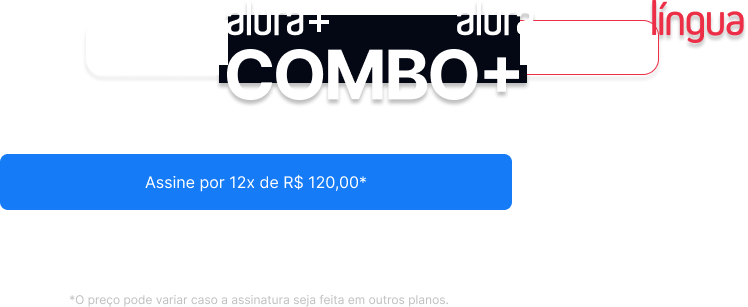 alura+ alura língua
COMBO+
Assine por 12x de R$ 120,00*
*O preço pode variar caso a assinatura seja feita em outros planos.